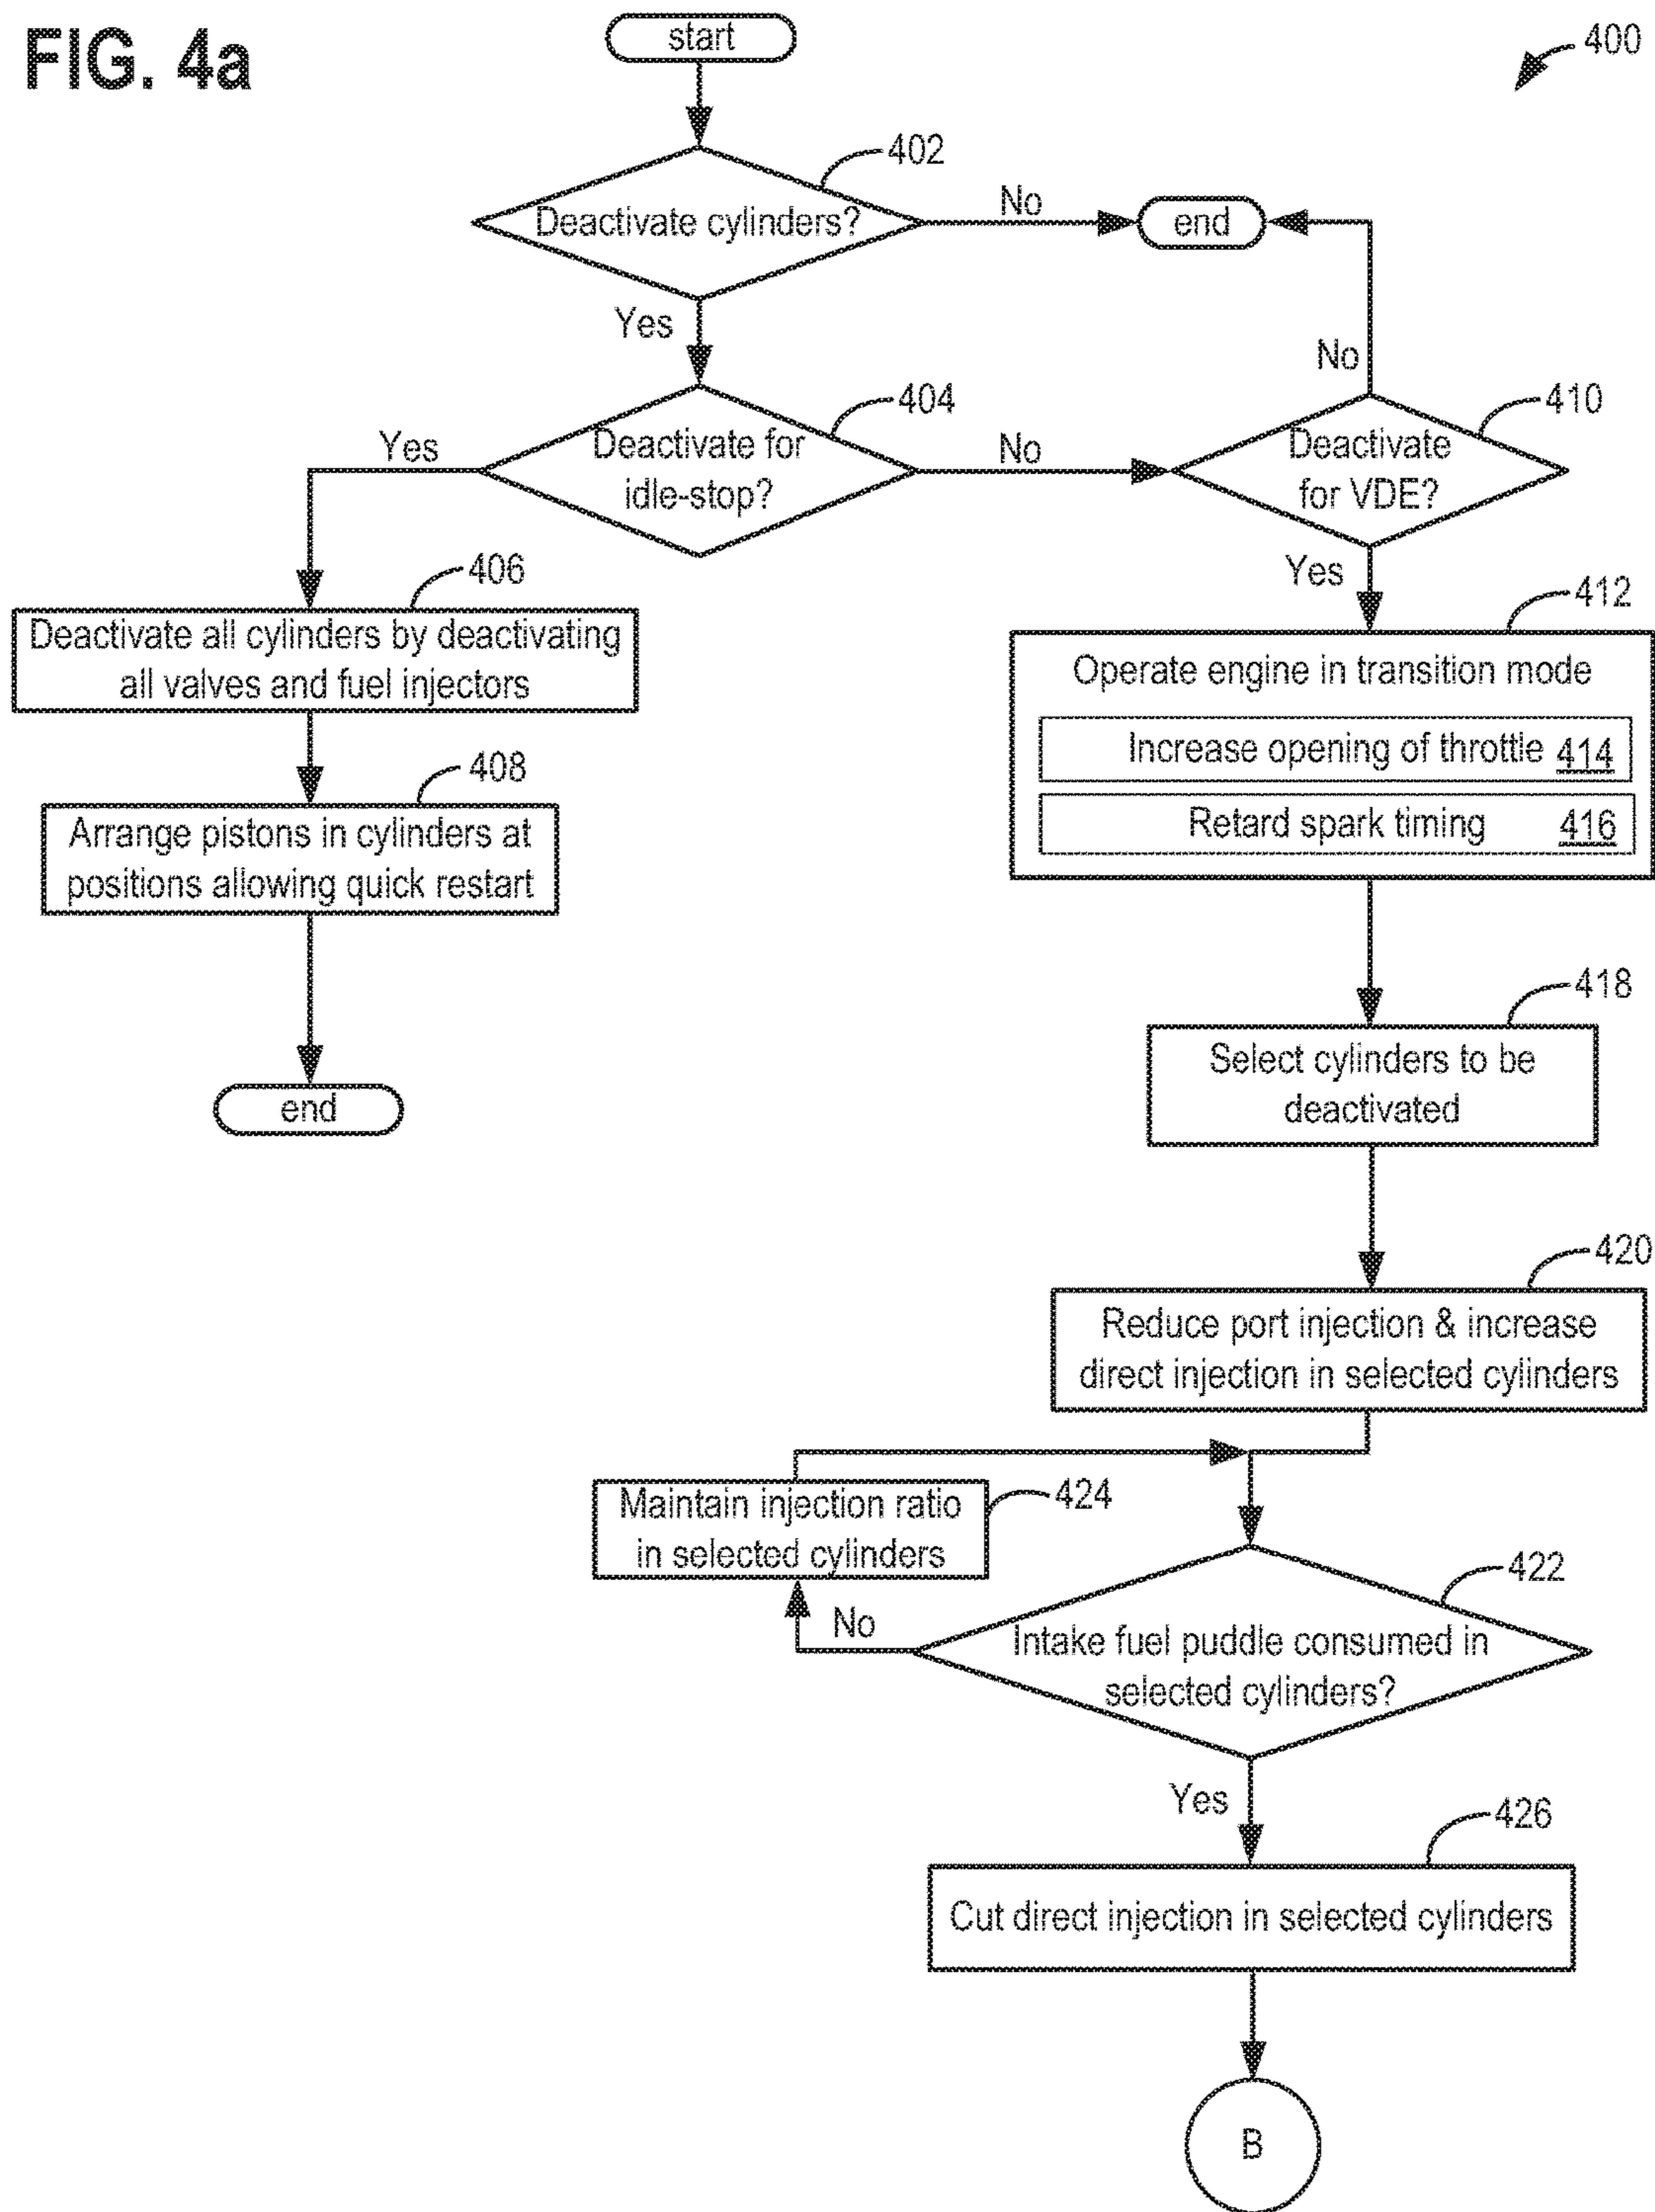 FIG. 4a
start
400
402
Deactivate cylinders?
No
end
Yes
No
404
410
Yes
Deactivate for
idle-stop?
No
Deactivate
for VDE?
406
Yes
412
Deactivate all cylinders by deactivating
all valves and fuel injectors
Operate engine in transition mode
Increase opening of throttle 414
408
Retard spark timing 416
Arrange pistons in cylinders at
positions allowing quick restart
418
Select cylinders to be
deactivated
end
420
Reduce port injection & increase
direct injection in selected cylinders
Maintain injection ratio
in selected cylinders
424
422
No
Intake fuel puddle consumed in
selected cylinders?
Yes
426
Cut direct injection in selected cylinders
B